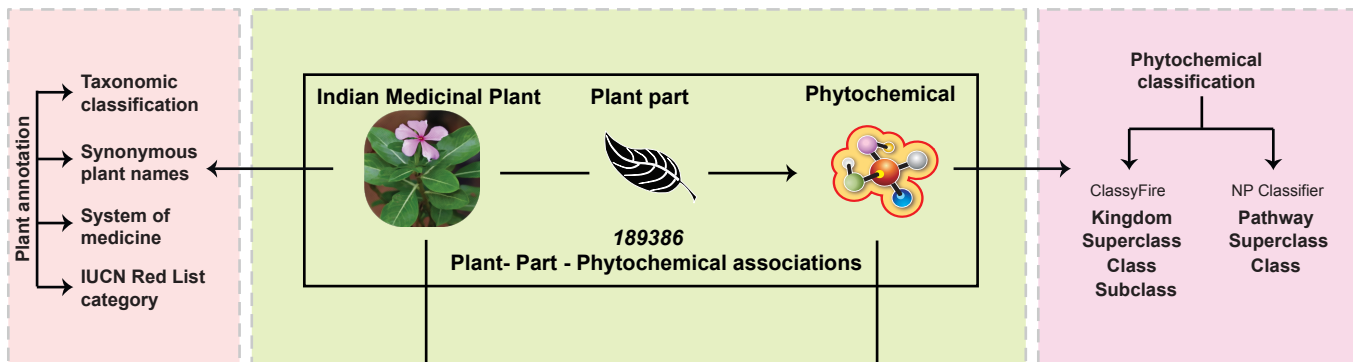 Plant annotation
Taxonomic
classification
Synonymous
plant names
System of
medicine
IUCN Red List
category
Indian Medicinal Plant
Plant part
Phytochemical
189386
Plant- Part - Phytochemical associations
Phytochemical
classification
ClassyFire
Kingdom
Superclass
Class
Subclass
NP Classifier
Pathway
Superclass
Class